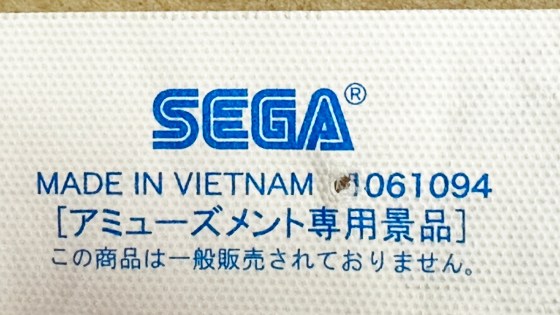 SEGA®
MADE IN VIETNAM 1061094
[アミューズメント専用景品]
この商品は一般販売されておりません。